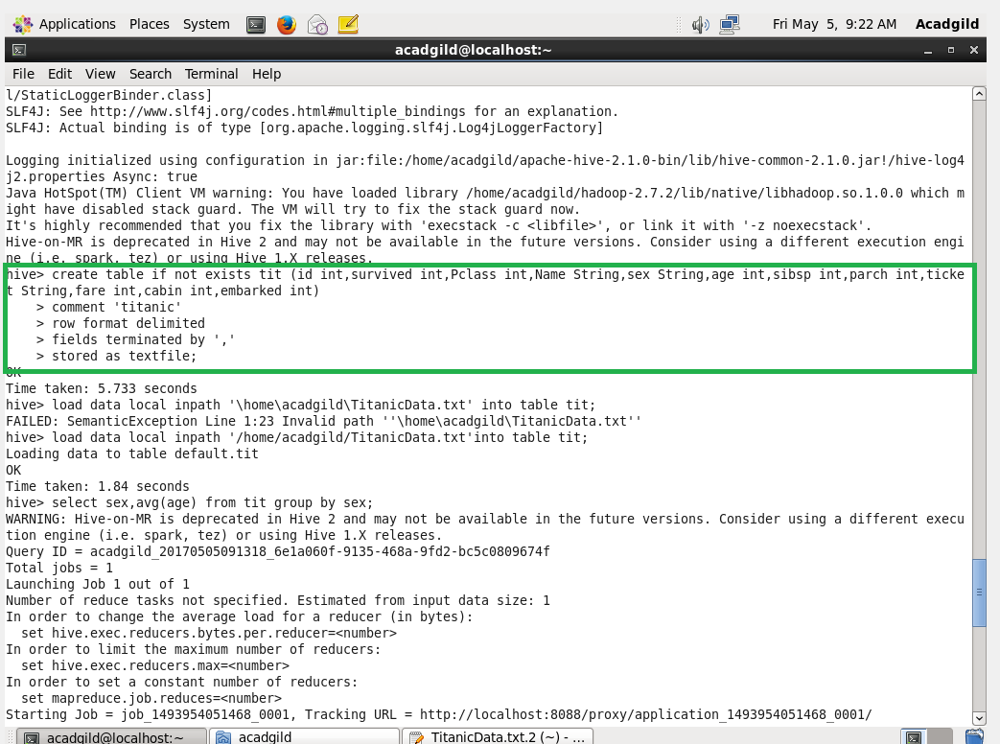 Applications Places System Fri May 5, 9:22 AM Acadgild
acadgild@localhost:~
File Edit View Search Terminal Help
l/StaticLoggerBinder.class]
SLF4J: See http://www.slf4j.org/codes.html#multiple_bindings for an explanation.
SLF4J: Actual binding is of type [org.apache.logging.slf4j.Log4jLoggerFactory]
Logging initialized using configuration in jar:file:/home/acadgild/apache-hive-2.1.0-bin/lib/hive-common-2.1.0.jar!/hive-log4
j2.properties Async: true
Java HotSpot(TM) Client VM warning: You have loaded library /home/acadgild/hadoop-2.7.2/lib/native/libhadoop.so.1.0.0 which m
ight have disabled stack guard. The VM will try to fix the stack guard now.
It's highly recommended that you fix the library with 'execstack -c <libfile>', or link it with '-z noexecstack'.
Hive-on-MR is deprecated in Hive 2 and may not be available in the future versions. Consider using a different execution engi
ne (i.e. spark, tez) or using Hive 1.X releases.
hive> create table if not exists tit (id int,survived int,Pclass int,Name String,sex String,age int,sibsp int,parch int,ticke
t String,fare int,cabin int,embarked int)
> comment 'titanic'
> row format delimited
> fields terminated by ','
> stored as textfile;
OK
Time taken: 5.733 seconds
hive> load data local inpath '\home\acadgild\TitanicData.txt' into table tit;
FAILED: SemanticException Line 1:23 Invalid path ''\home\acadgild\TitanicData.txt''
hive> load data local inpath '/home/acadgild/TitanicData.txt'into table tit;
Loading data to table default.tit
OK
Time taken: 1.84 seconds
hive> select sex,avg(age) from tit group by sex;
WARNING: Hive-on-MR is deprecated in Hive 2 and may not be available in the future versions. Consider using a different execu
tion engine (i.e. spark, tez) or using Hive 1.X releases.
Query ID = acadgild_20170505091318_6e1a060f-9135-468a-9fd2-bc5c0809674f
Total jobs = 1
Launching Job 1 out of 1
Number of reduce tasks not specified. Estimated from input data size: 1
In order to change the average load for a reducer (in bytes):
set hive.exec.reducers.bytes.per.reducer=<number>
In order to limit the maximum number of reducers:
set hive.exec.reducers.max=<number>
In order to set a constant number of reducers:
set mapreduce.job.reduces=<number>
Starting Job = job_1493954051468_0001, Tracking URL = http://localhost:8088/proxy/application_1493954051468_0001/
acadgild@localhost:~ acadgild TitanicData.txt.2 (~) - ...